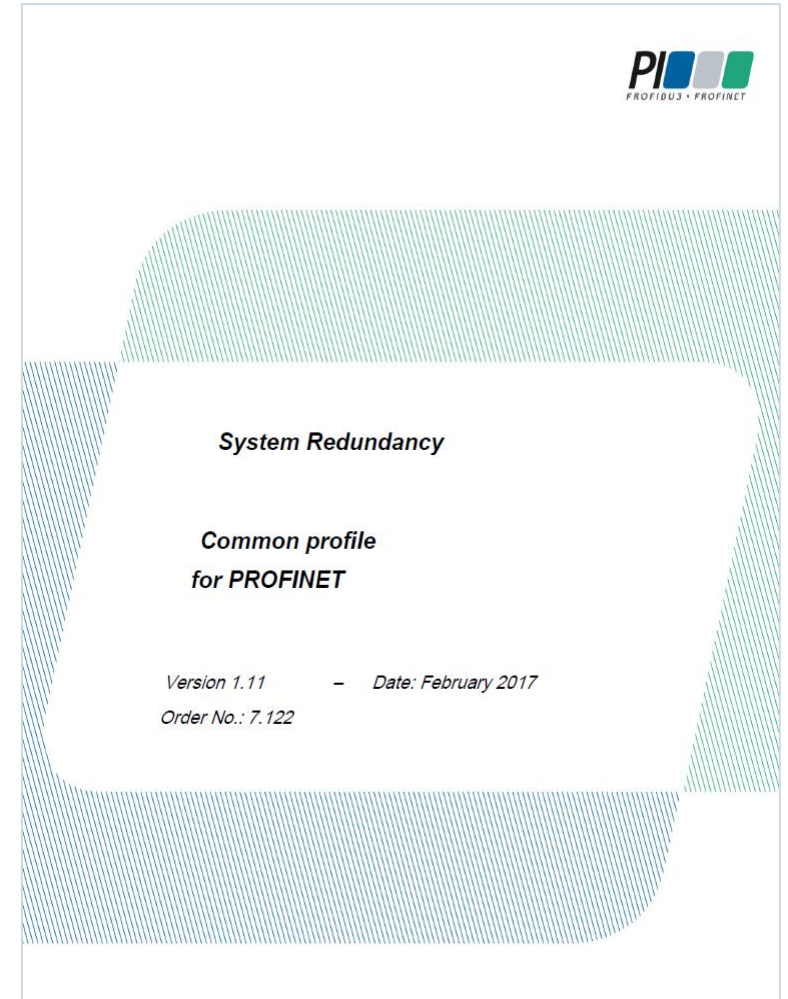 PI
PROFIBUS • PROFINET
System Redundancy
Common profile
for PROFINET
Version 1.11 – Date: February 2017
Order No.: 7.122